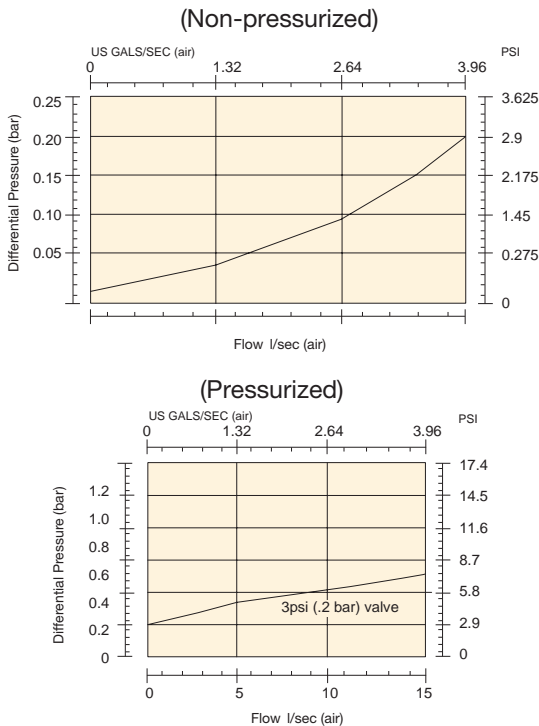 (Non-pressurized)
US GALS/SEC (air)
PSI
0 1.32 2.64 3.96
0.25 3.625
0.20 2.9
0.15 2.175
0.10 1.45
0.05 0.275
0
Differential Pressure (bar)
Flow l/sec (air)
(Pressurized)
US GALS/SEC (air)
PSI
0 1.32 2.64 3.96
17.4
1.2 14.5
1.0 11.6
0.8 8.7
0.6 5.8
0.4
3psi (.2 bar) valve
0.2 2.9
0 0
Differential Pressure (bar)
0 5 10 15
Flow l/sec (air)